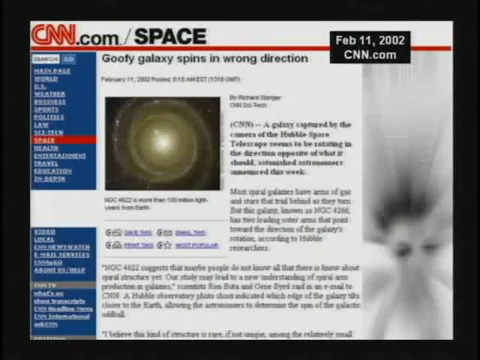 CNN.com./SPACE
Feb 11, 2002
CNN.com
SEARCH GO
Goofy galaxy spins in wrong direction
MAIN PAGE
WORLD
U.S.
WEATHER
BUSINESS
SPORTS
POLITICS
LAW
SCI-TECH
SPACE
HEALTH
ENTERTAINMENT
TRAVEL
EDUCATION
IN-DEPTH
February 11, 2002 Posted:
By Richard Stenger
CNN Sci-Tech
(CNN) -- A galaxy captured by the
camera of the Hubble Space
Telescope seems to be rotating in
the direction opposite of what it
should, astonished astronomers
announced this week.
NGC 4622 is more than 100 million light-
years from Earth.
Most spiral galaxies have arms of gas
and stars that trail behind as they turn.
But this galaxy, known as NGC
has two leading outer arms that point
toward the direction of the galaxy's
rotation, according to Hubble
researchers.
SAVE THIS EMAIL THIS
PRINT THIS MOST POPULAR
VIDEO
LOCAL
CNN NEWSWATCH
E-MAIL SERVICES
CNNtoGO
ABOUT US/HELP
CNN TV
what's on
show transcripts
CNN Headline News
CNN International
askCNN
"NGC 4622 suggests that maybe people do not know all that there is know about
spiral structure yet. Our study may lead to a new understanding of spiral arm
production in galaxies," scientists Ron Buta and Gene Byrd said in an e-mail to
CNN. A Hubble observatory photo shoot indicated which edge of the galaxy tilts
closer to the Earth, allowing the astronomers to determine the spin of the galactic
oddball.
"I believe this kind of structure is rare, if not unique, among the relatively small